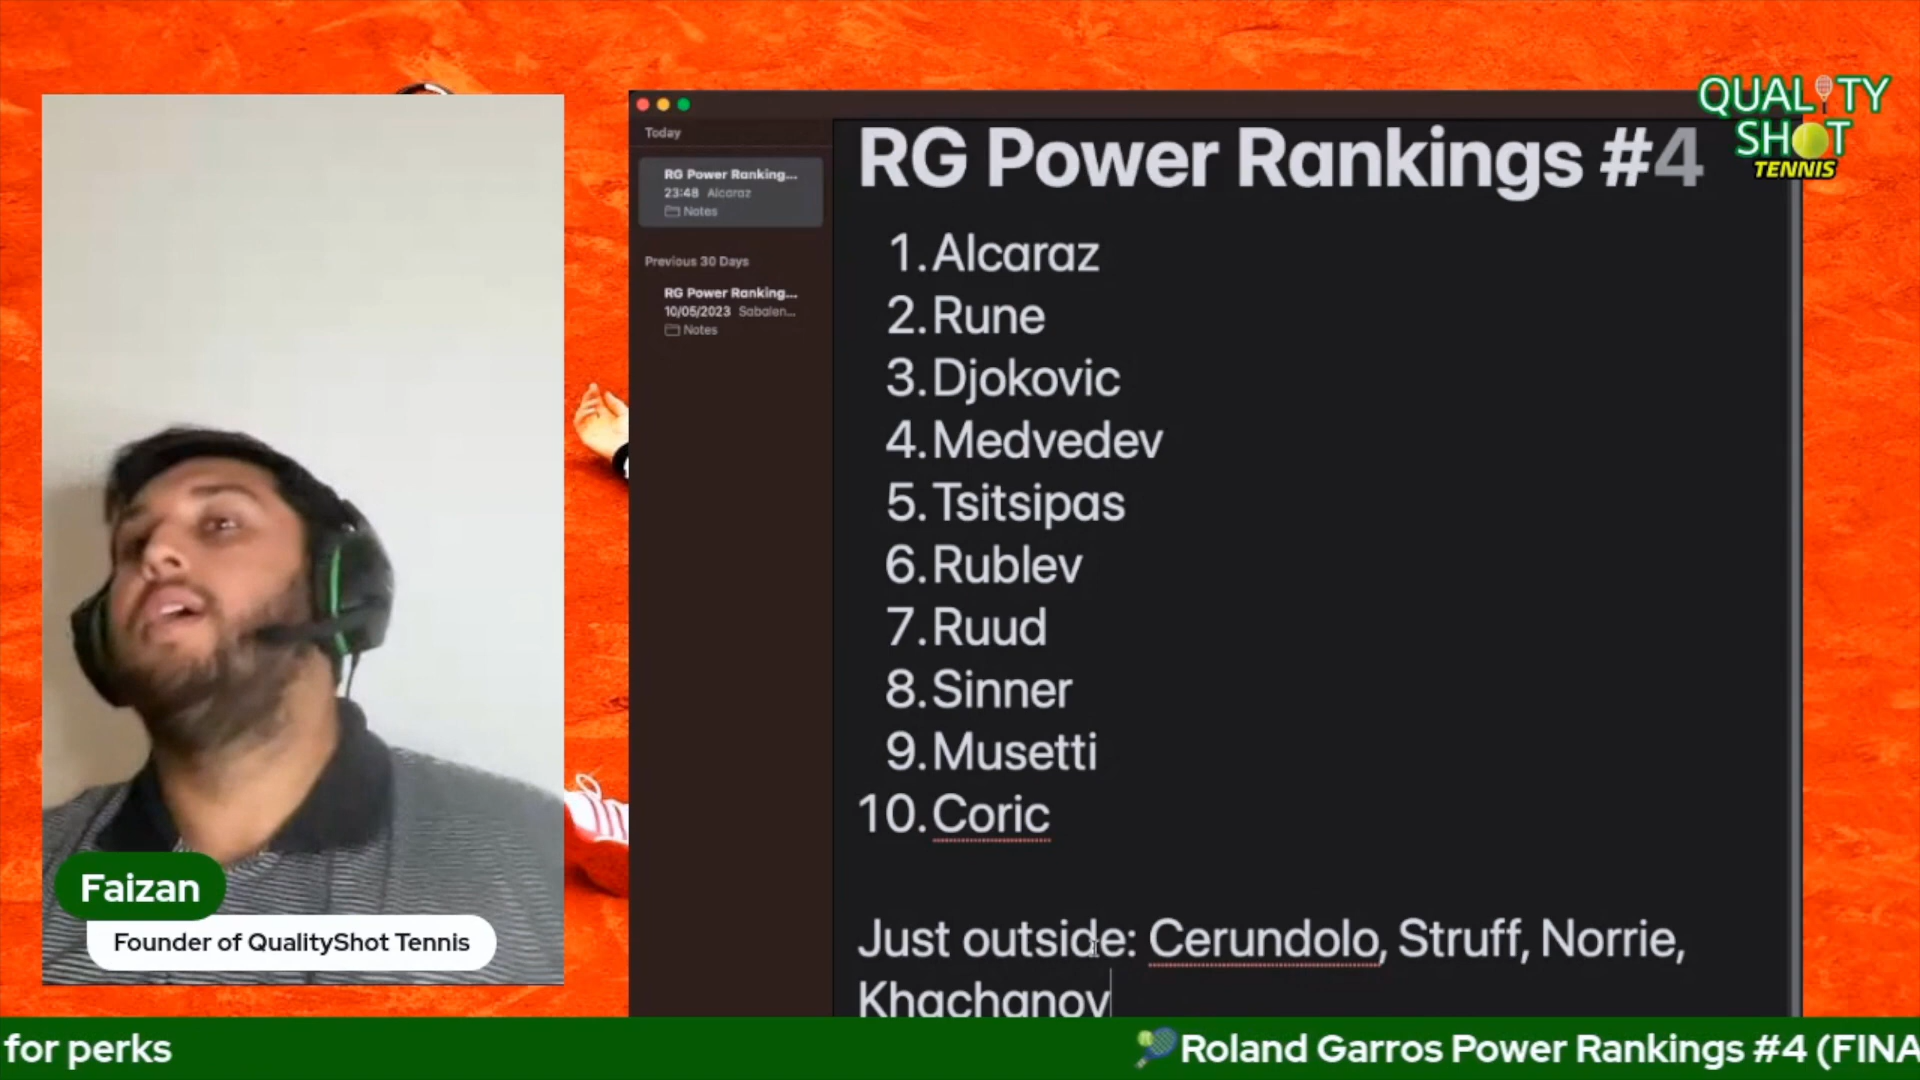 QUALITY
SHOT
TENNIS
Today
RG Power Ranking...
23:48 Alcaraz
Notes
Previous 30 Days
RG Power Ranking...
10/05/2023 Sabalen...
Notes
RG Power Rankings #4
1. Alcaraz
2. Rune
3. Djokovic
4. Medvedev
5. Tsitsipas
6. Rublev
7. Ruud
8. Sinner
9. Musetti
10. Coric
Just outside: Cerundolo, Struff, Norrie,
Khachanov
Faizan
Founder of QualityShot Tennis
for perks
Roland Garros Power Rankings #4 (FINA